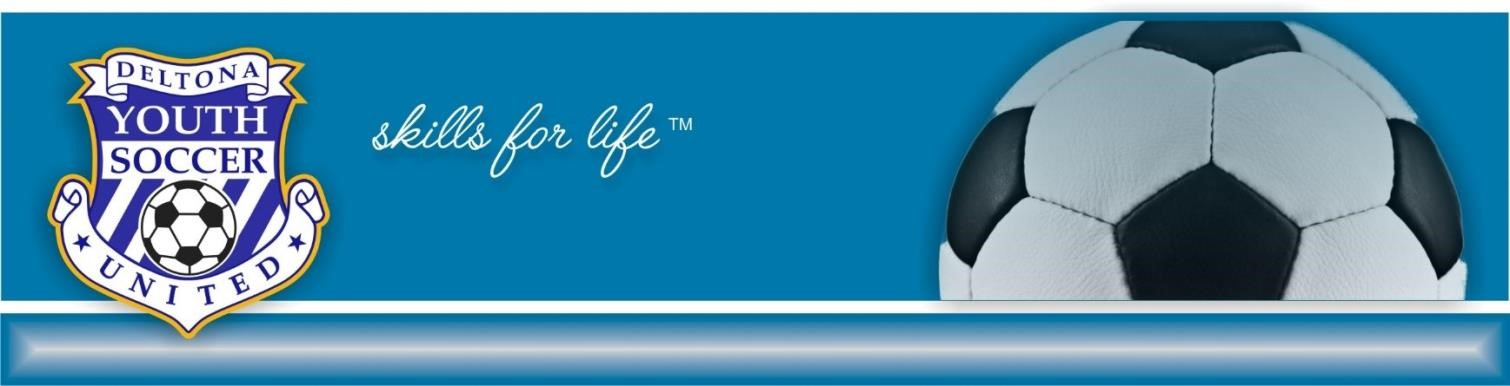 DELTONA
YOUTH
SOCCER
UNITED
skills for life™